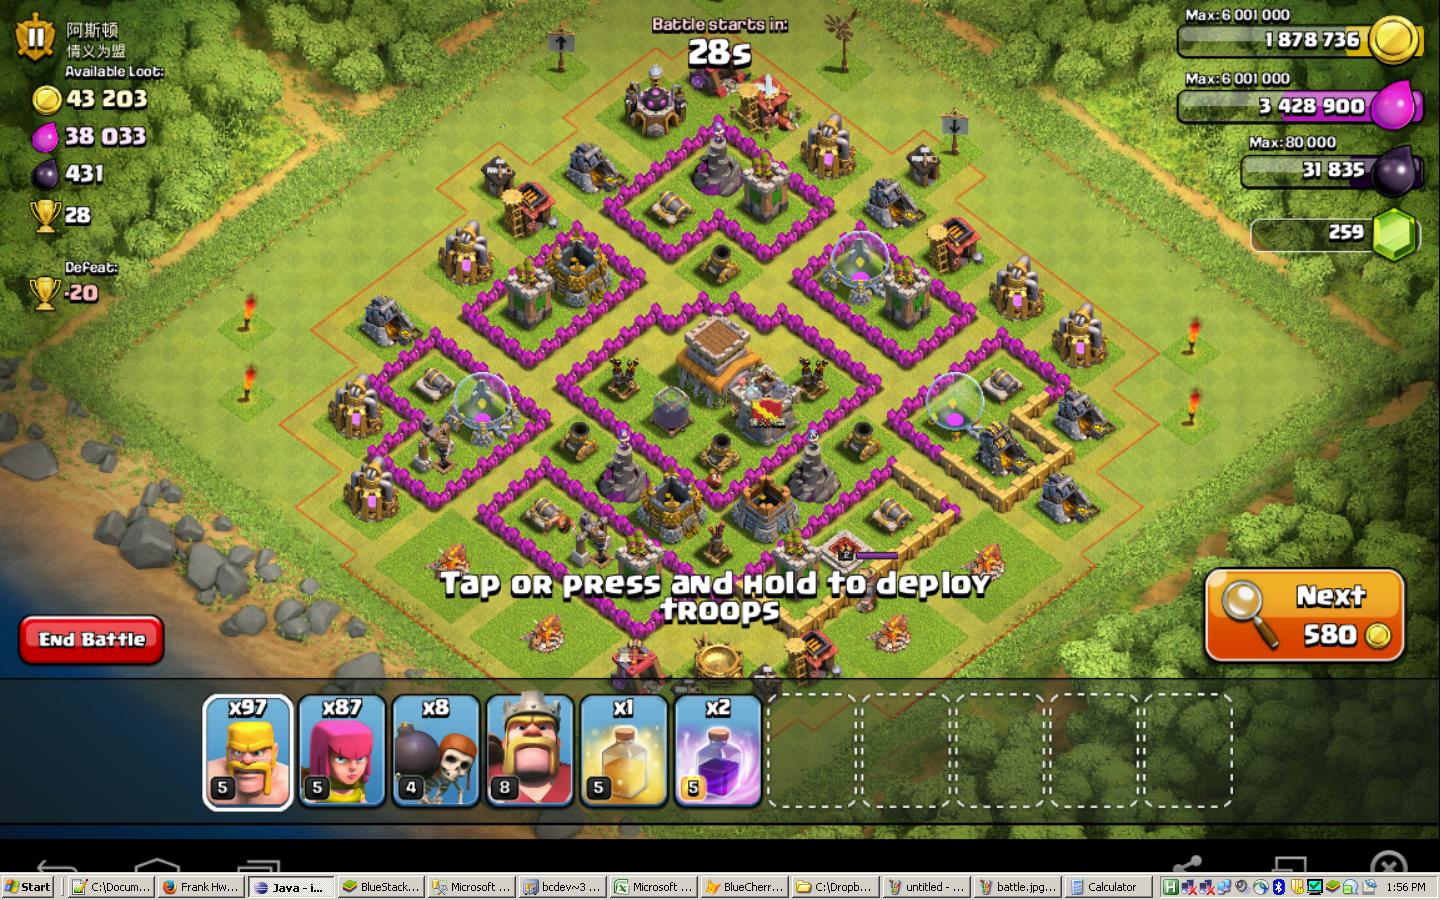 阿斯顿
情义为盟
Available Loot:
43 203
38 033
431
28
Defeat:
-20
Battle starts in:
28s
Max: 6 001 000
1 878 736
Max: 6 001 000
3 428 900
Max: 80 000
31 835
259
2
Tap or press and hold to deploy
troops
End Battle
Next
580
x97
x87
x8
x1
x2
5
5
4
8
5
5
Start
C:\Docum...
Frank Hw...
Java - i...
BlueStack...
Microsoft ...
bcdev~~3 ...
Microsoft ...
BlueCherr...
C:\Dropb...
untitled - ...
battle.jpg...
Calculator
1:56 PM